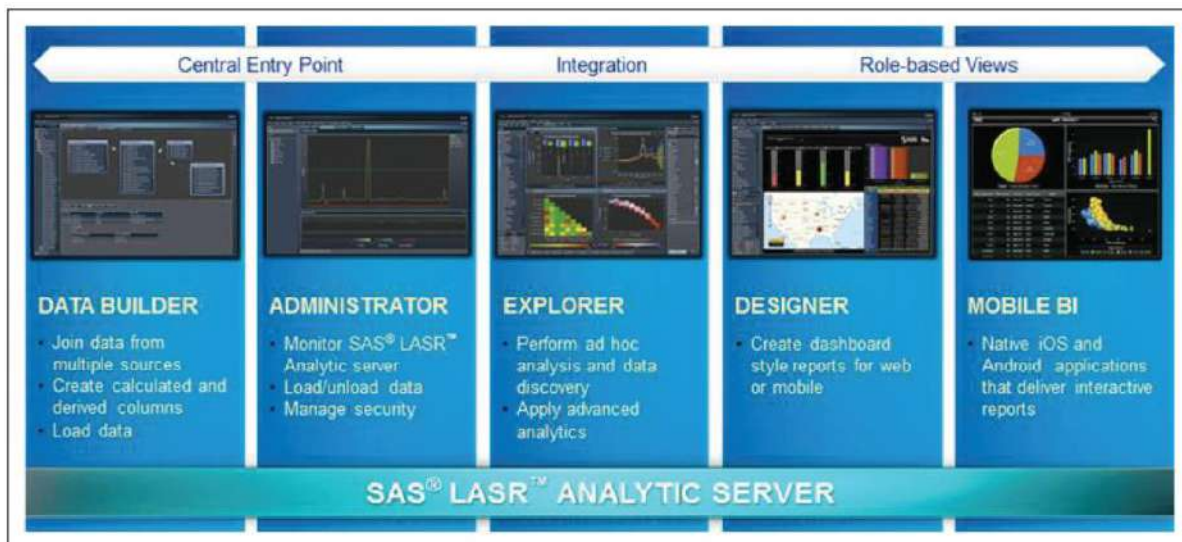 Central Entry Point
Integration
Role-based Views
DATA BUILDER
• Join data from
multiple sources
• Create calculated and
derived columns
• Load data
ADMINISTRATOR
• Monitor SAS® LASR™
Analytic server
• Load/unload data
• Manage security
EXPLORER
• Perform ad hoc
analysis and data
discovery
• Apply advanced
analytics
DESIGNER
• Create dashboard
style reports for web
or mobile
MOBILE BI
• Native iOS and
Android applications
that deliver interactive
reports
SAS® LASR™ ANALYTIC SERVER